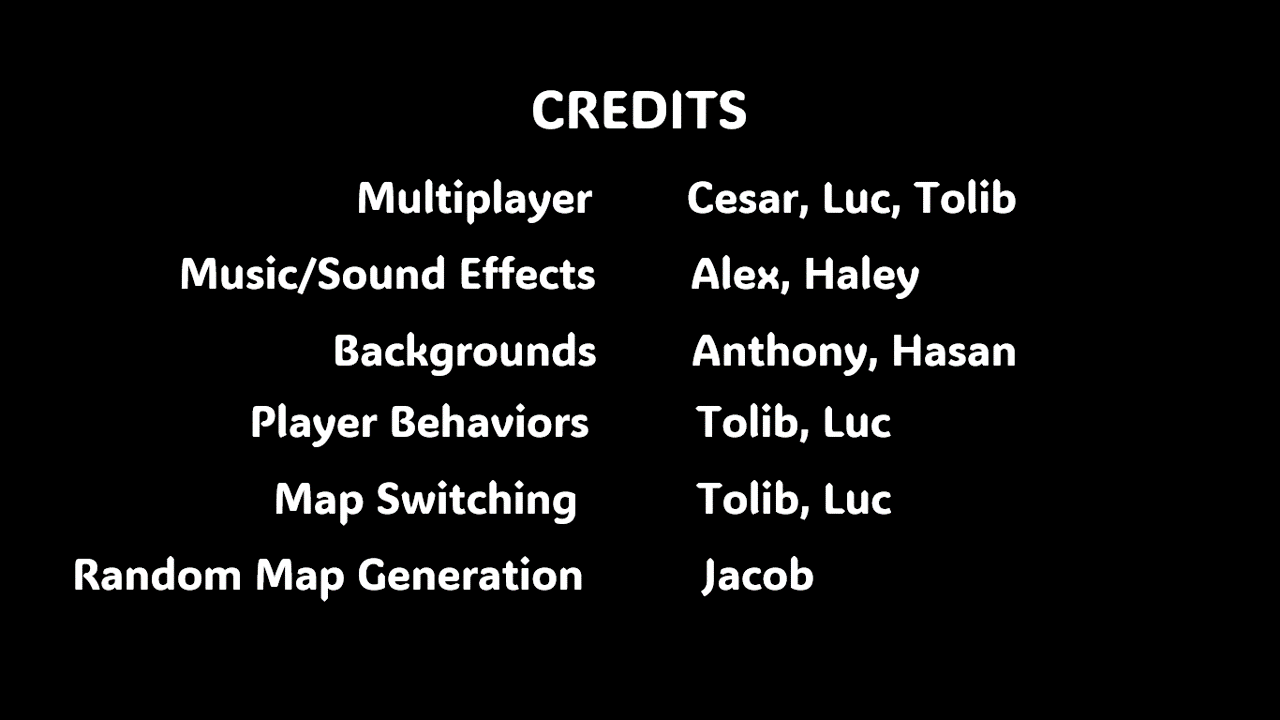 CREDITS
Multiplayer Cesar, Luc, Tolib
Music/Sound Effects Alex, Haley
Backgrounds Anthony, Hasan
Player Behaviors Tolib, Luc
Map Switching Tolib, Luc
Random Map Generation Jacob